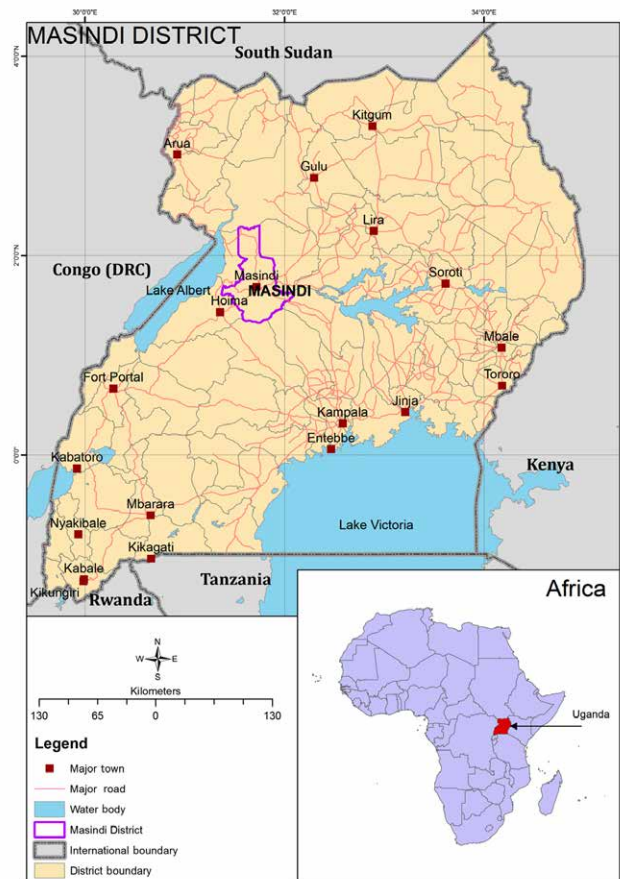 30°0'0"E
32°0'0"E
34°0'0"E
MASINDI DISTRICT
South Sudan
4°0'0"N
Kitgum
Arua
Gulu
Lira
2°0'0"N
Congo (DRC)
Masindi
Soroti
Lake Albert
MASINDI
Hoima
Mbale
Fort Portal
Tororo
Jinja
Kampala
Entebbe
0°0'0"
Kabatoro
Kenya
Mbarara
Nyakibale
Lake Victoria
Kikagati
Kabale
Tanzania
Kikungiri
Rwanda
Africa
N
W E
S
Kilometers
130 65 0 130
Uganda
Legend
Major town
Major road
Water body
Masindi District
International boundary
District boundary